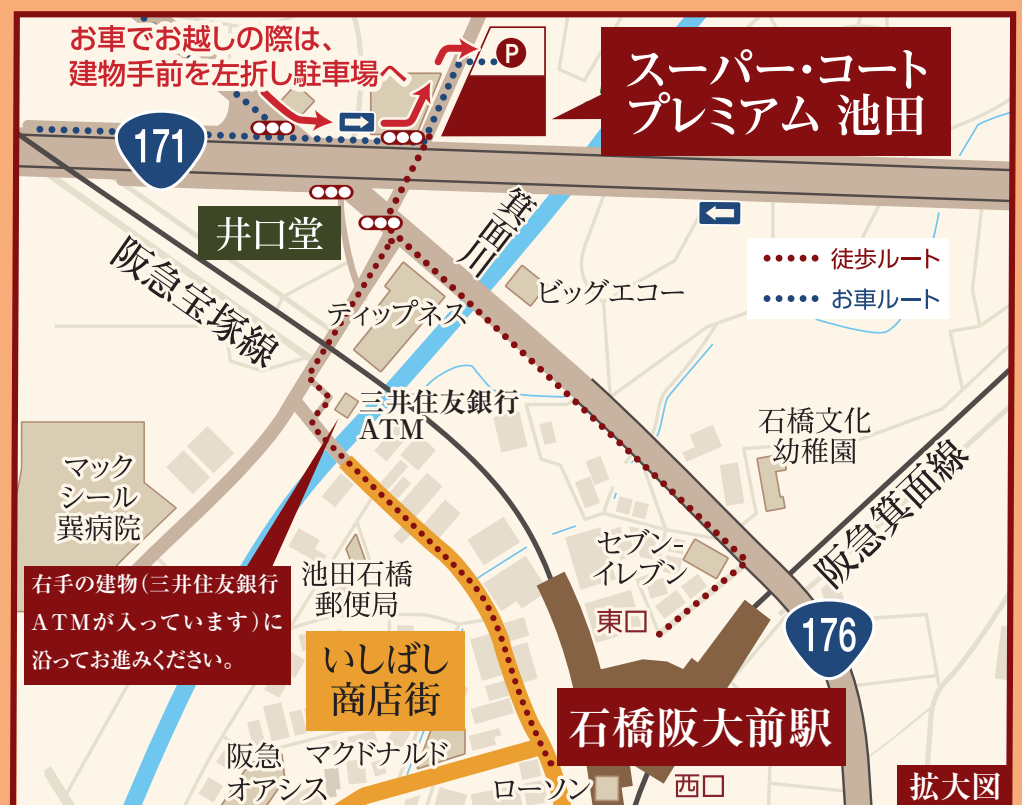 お車でお越しの際は、
建物手前を左折し駐車場へ
P
スーパー・コート
プレミアム 池田
171
井口堂
箕面川
阪急宝塚線
ティップネス
ビッグエコー
徒歩ルート
お車ルート
三井住友銀行
ATM
石橋文化
幼稚園
阪急箕面線
マック
シール
巽病院
セブン-
イレブン
東口
176
右手の建物(三井住友銀行
ATMが入っています)に
沿ってお進みください。
池田石橋
郵便局
いしばし
商店街
石橋阪大前駅
阪急
オアシス
マクドナルド
ローソン
西口
拡大図